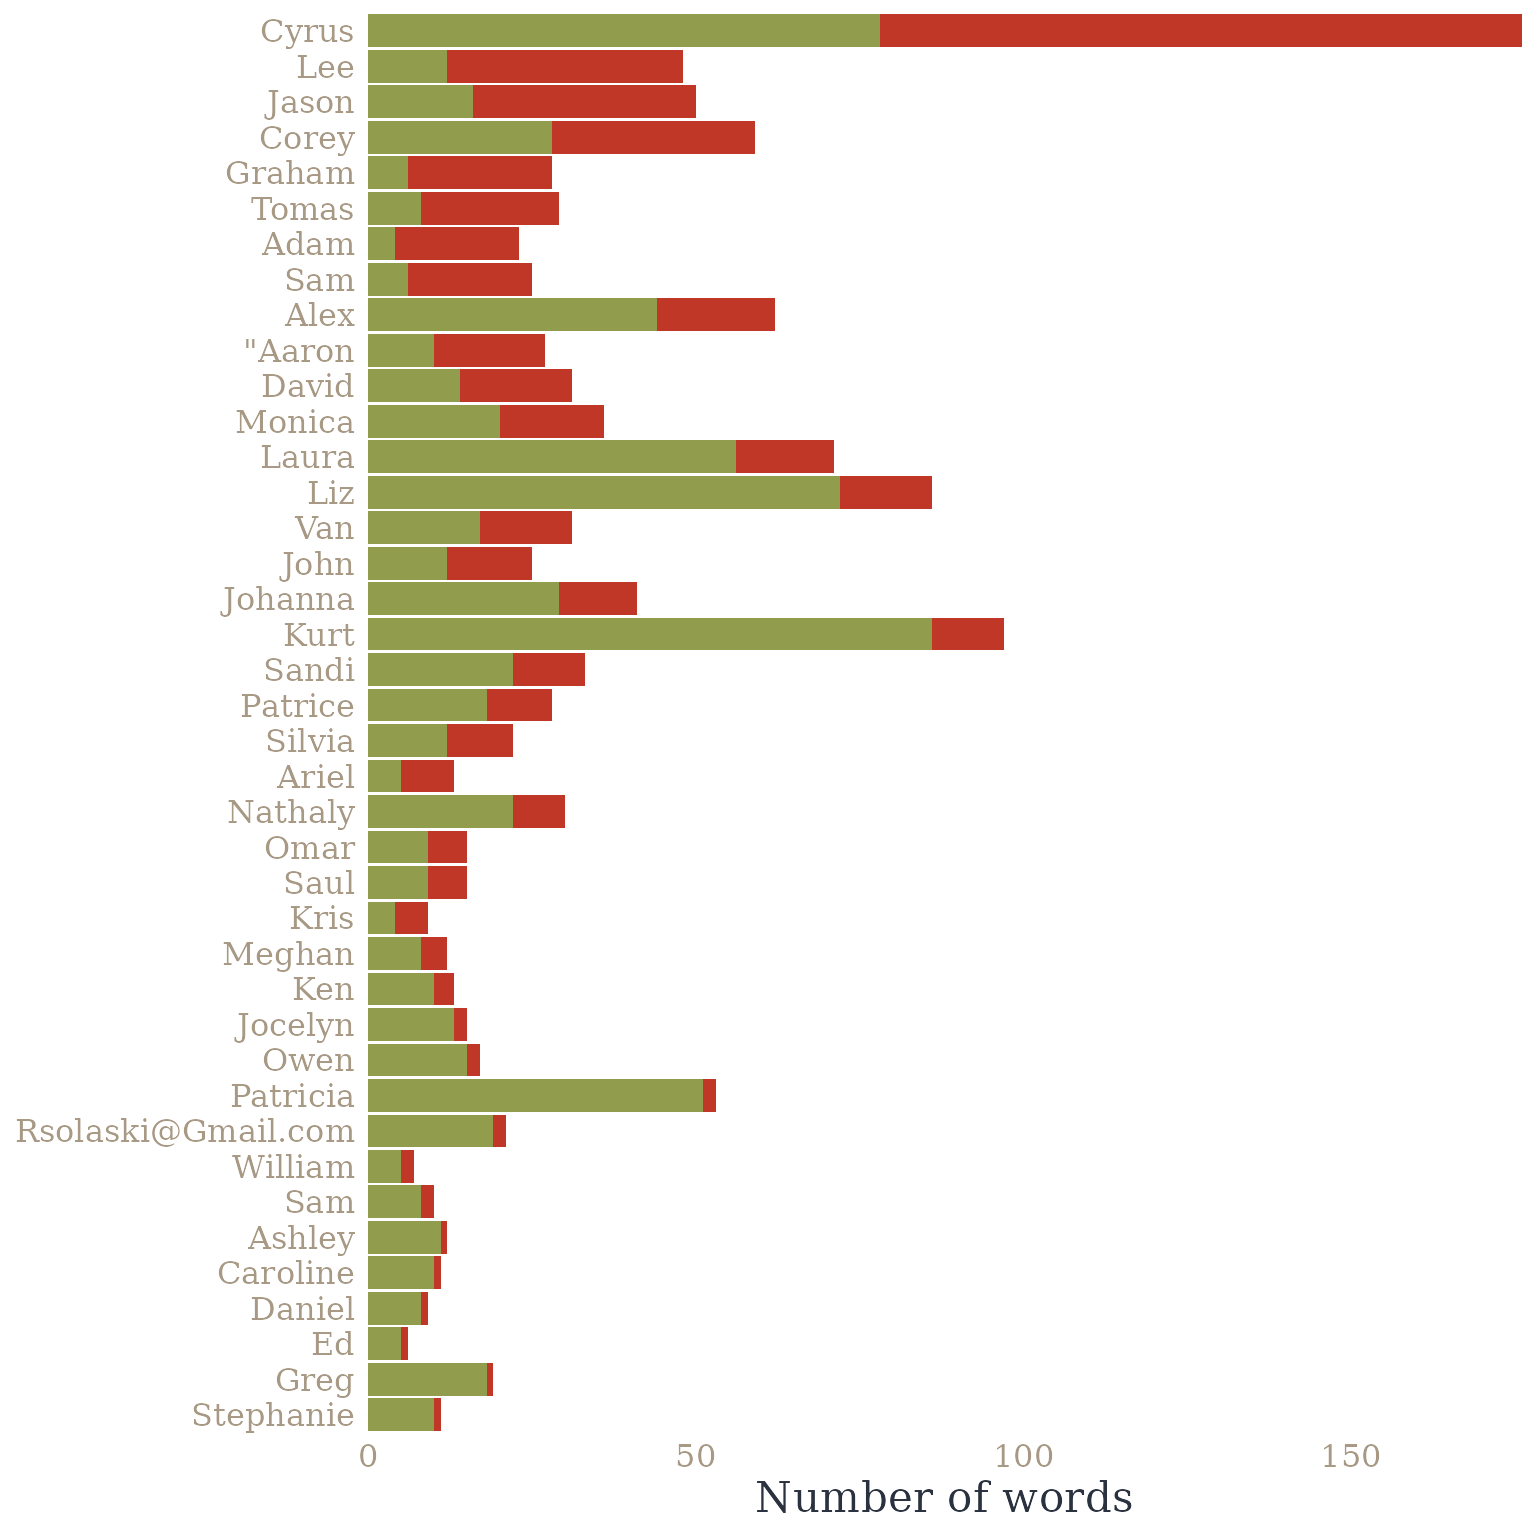 Cyrus
Lee
Jason
Corey
Graham
Tomas
Adam
Sam
Alex
"Aaron
David
Monica
Laura
Liz
Van
John
Johanna
Kurt
Sandi
Patrice
Silvia
Ariel
Nathaly
Omar
Saul
Kris
Meghan
Ken
Jocelyn
Owen
Patricia
Rsolaski@Gmail.com
William
Sam
Ashley
Caroline
Daniel
Ed
Greg
Stephanie
0 50 100 150
Number of words